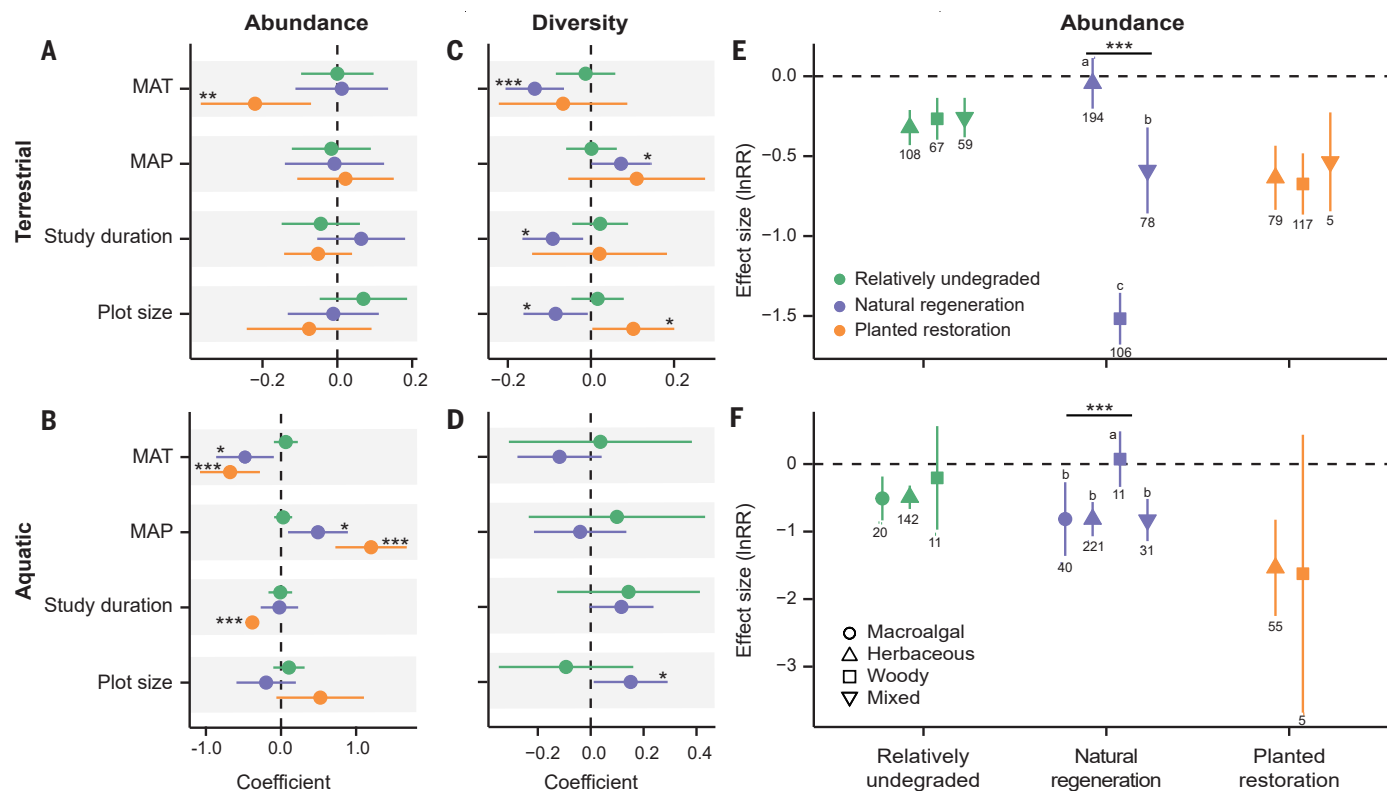 Abundance
Diversity
Abundance
A
Terrestrial
MAT
MAP
Study duration
Plot size
**
−0.2
0.0
0.2
C
***
*
*
*
*
−0.2
0.0
0.2
E
Effect size (lnRR)
0.0
−0.5
−1.0
−1.5
***
a
b
c
108
67
59
194
78
106
79
117
5
Relatively undegraded
Natural regeneration
Planted restoration
B
Aquatic
MAT
MAP
Study duration
Plot size
*
***
*
***
***
-1.0
0.0
1.0
Coefficient
D
*
−0.2
0.0
0.2
0.4
Coefficient
F
Effect size (lnRR)
0
−1
−2
−3
***
b
b
a
b
20
142
11
40
221
11
31
55
5
Macroalgal
Herbaceous
Woody
Mixed
Relatively
undegraded
Natural
regeneration
Planted
restoration